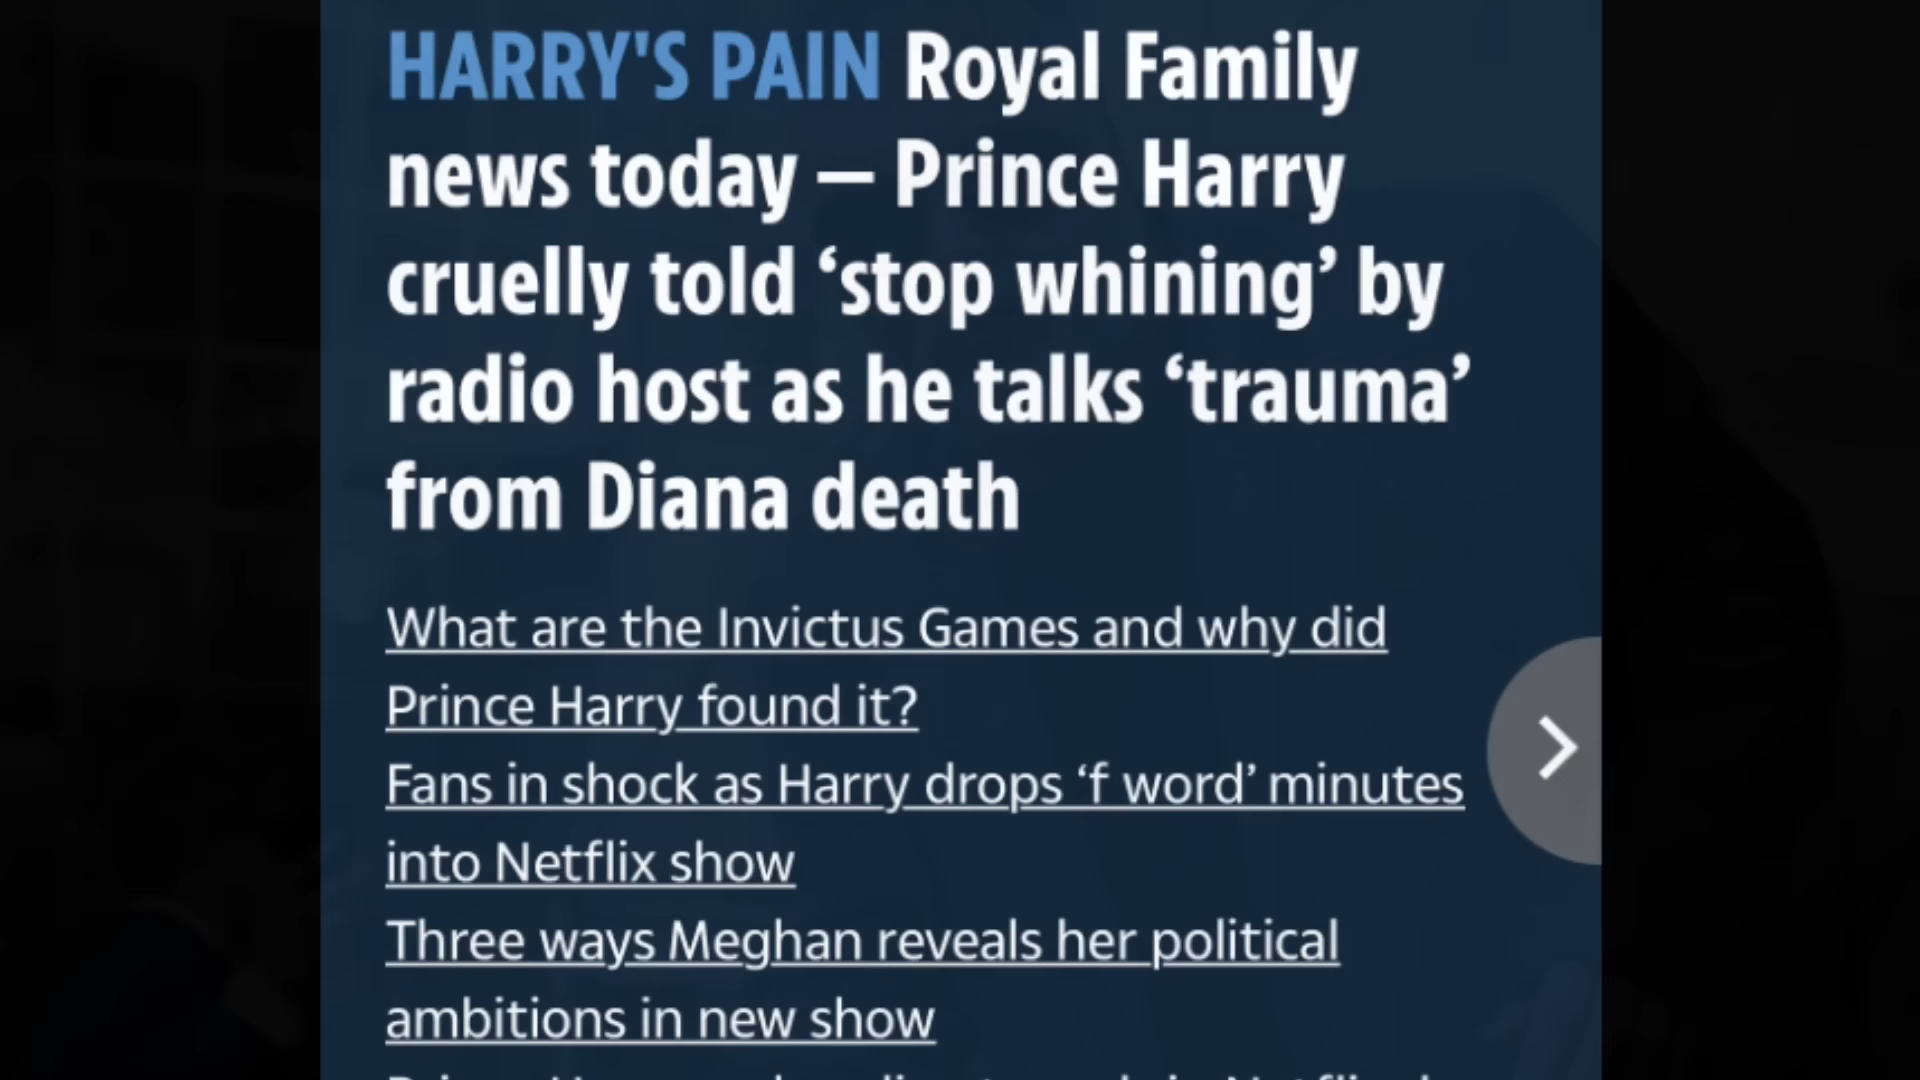 HARRY'S PAIN Royal Family
news today – Prince Harry
cruelly told ‘stop whining’ by
radio host as he talks ‘trauma’
from Diana death
What are the Invictus Games and why did
Prince Harry found it?
Fans in shock as Harry drops ‘f word’ minutes
into Netflix show
Three ways Meghan reveals her political
ambitions in new show